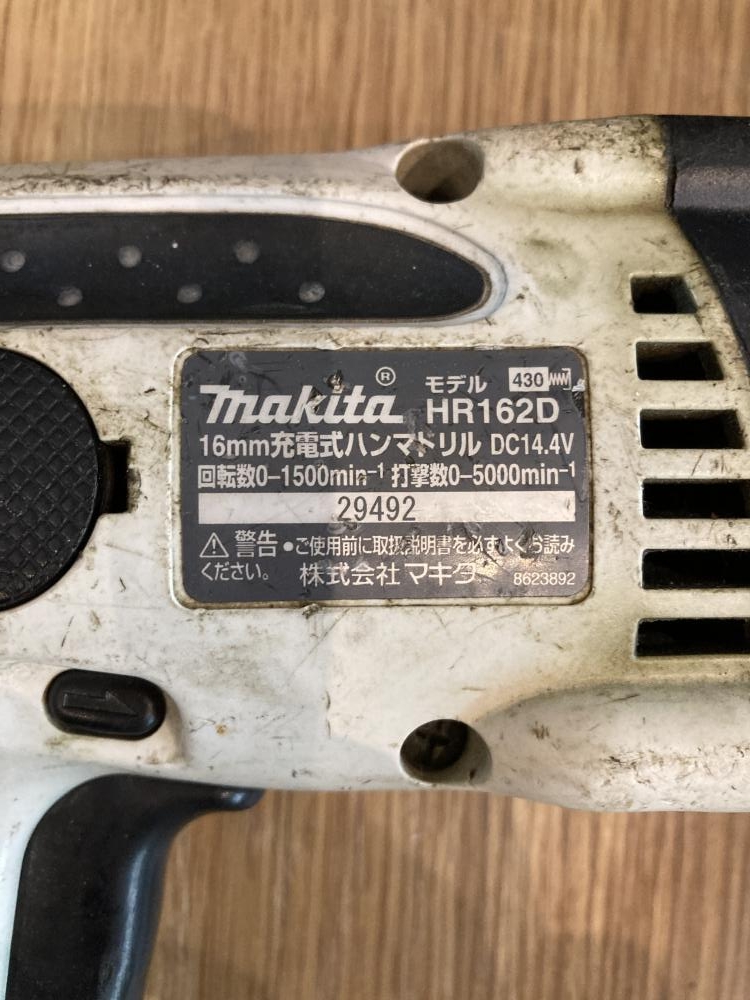 makita® モデル 430
HR162D
16mm充電式ハンマドリル DC14.4V
回転数0-1500min⁻¹ 打撃数0-5000min⁻¹
29492
⚠ 警告 ●ご使用前に取扱説明書を必ずよくお読み
ください。 株式会社 マキタ 8623892